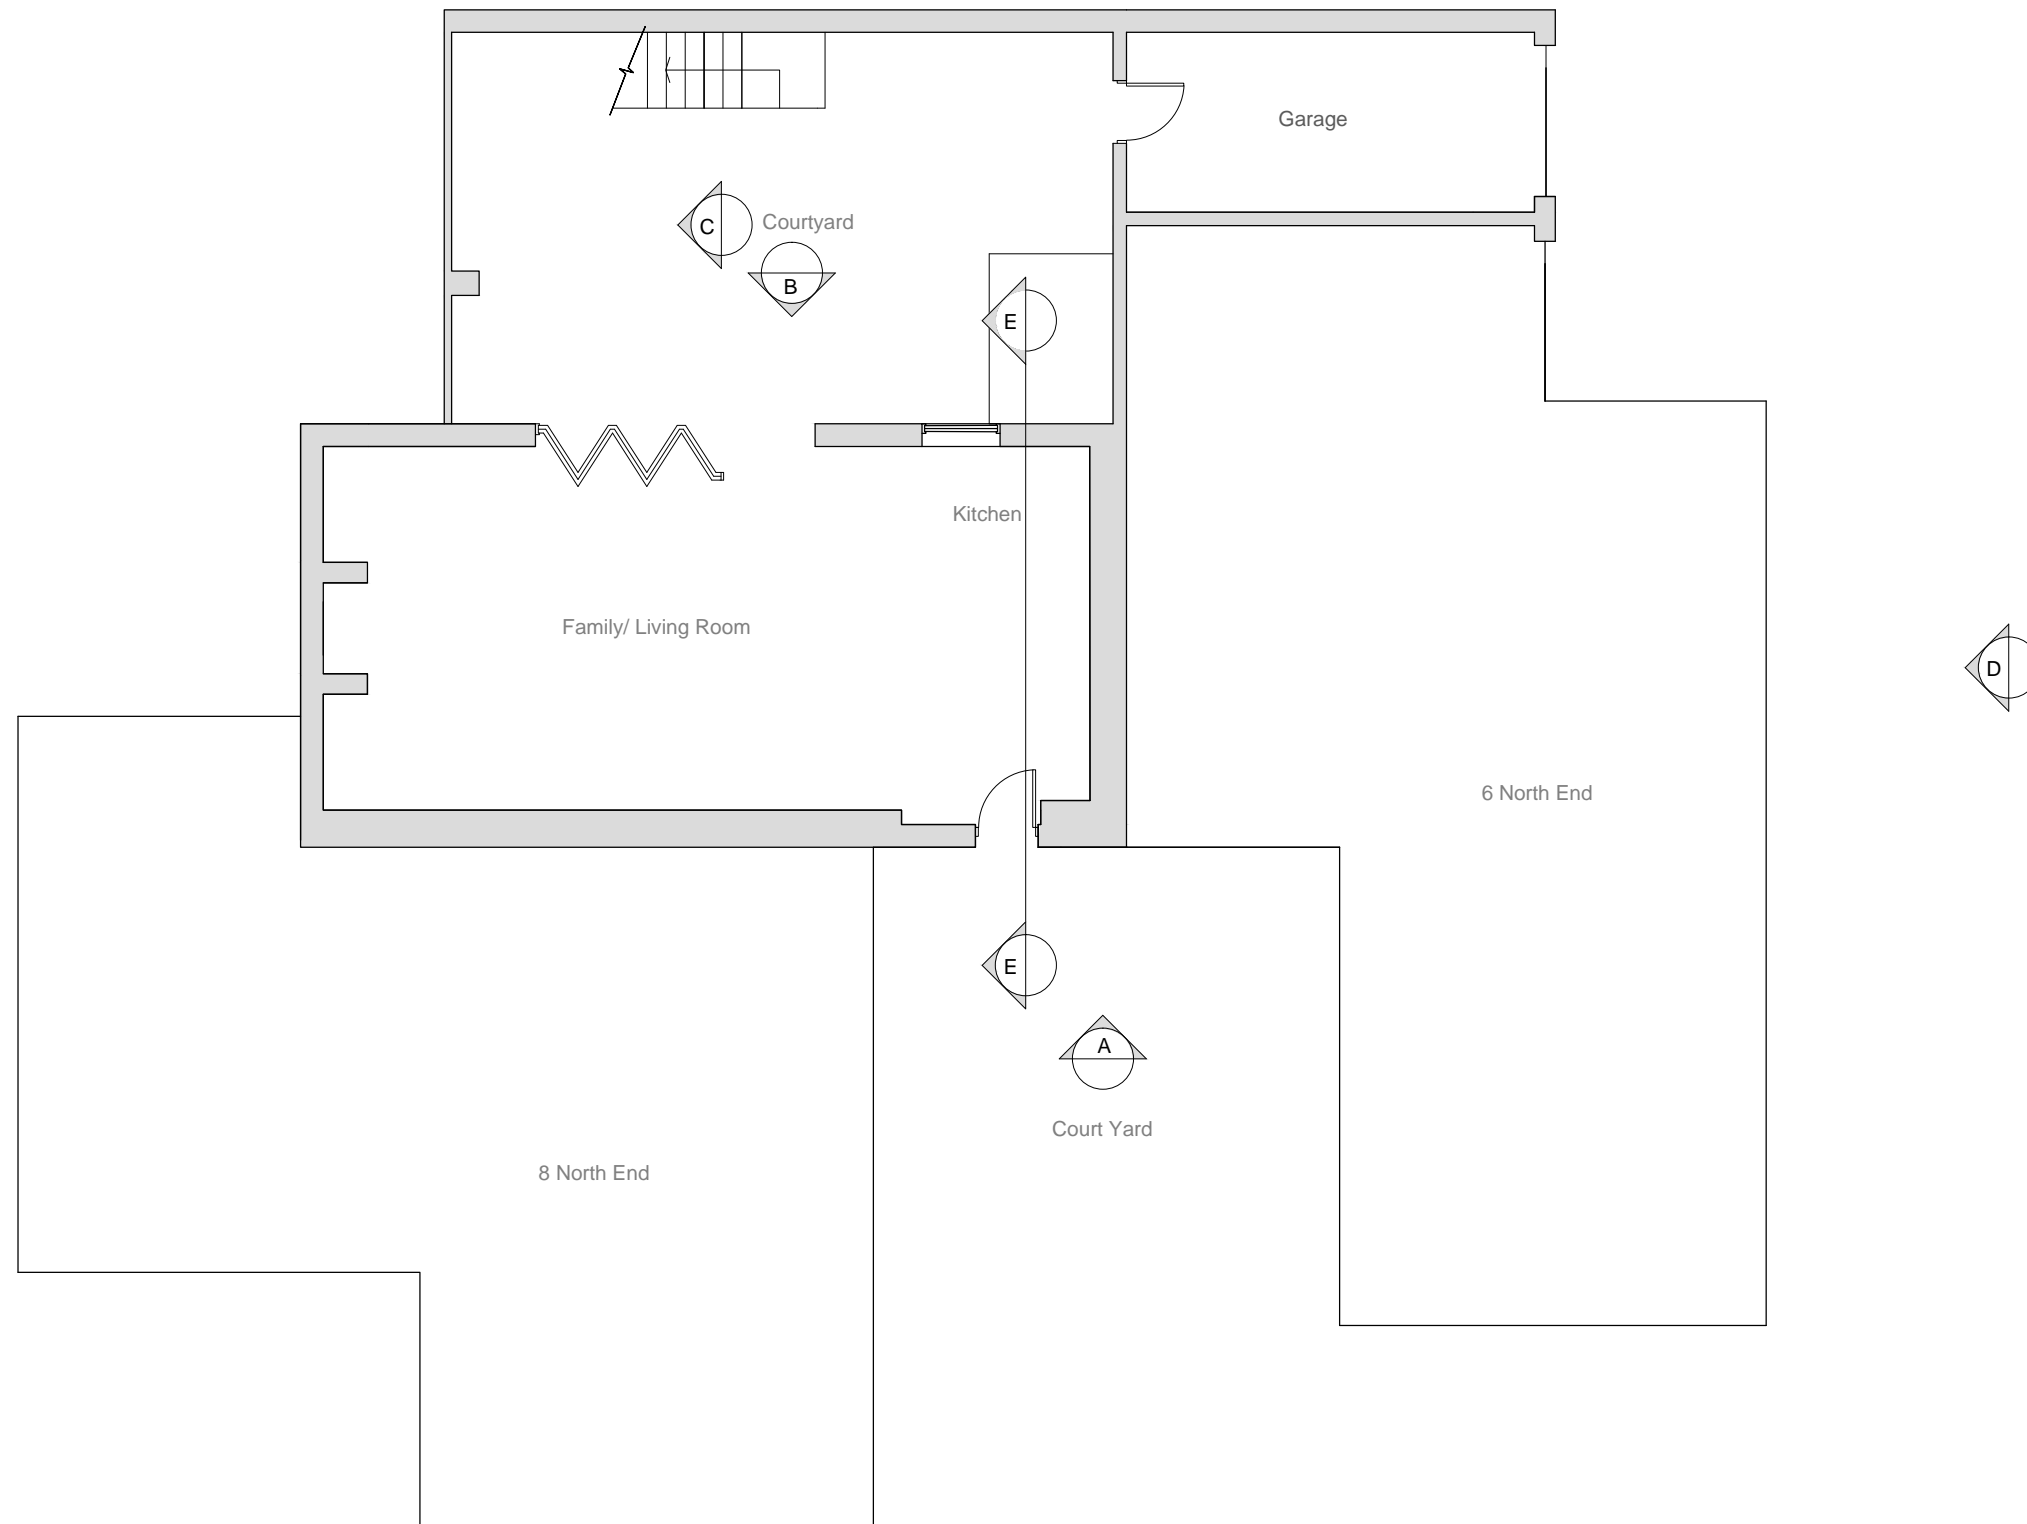 Garage
C
Courtyard
B
E
Kitchen
Family/ Living Room
D
6 North End
E
A
Court Yard
8 North End